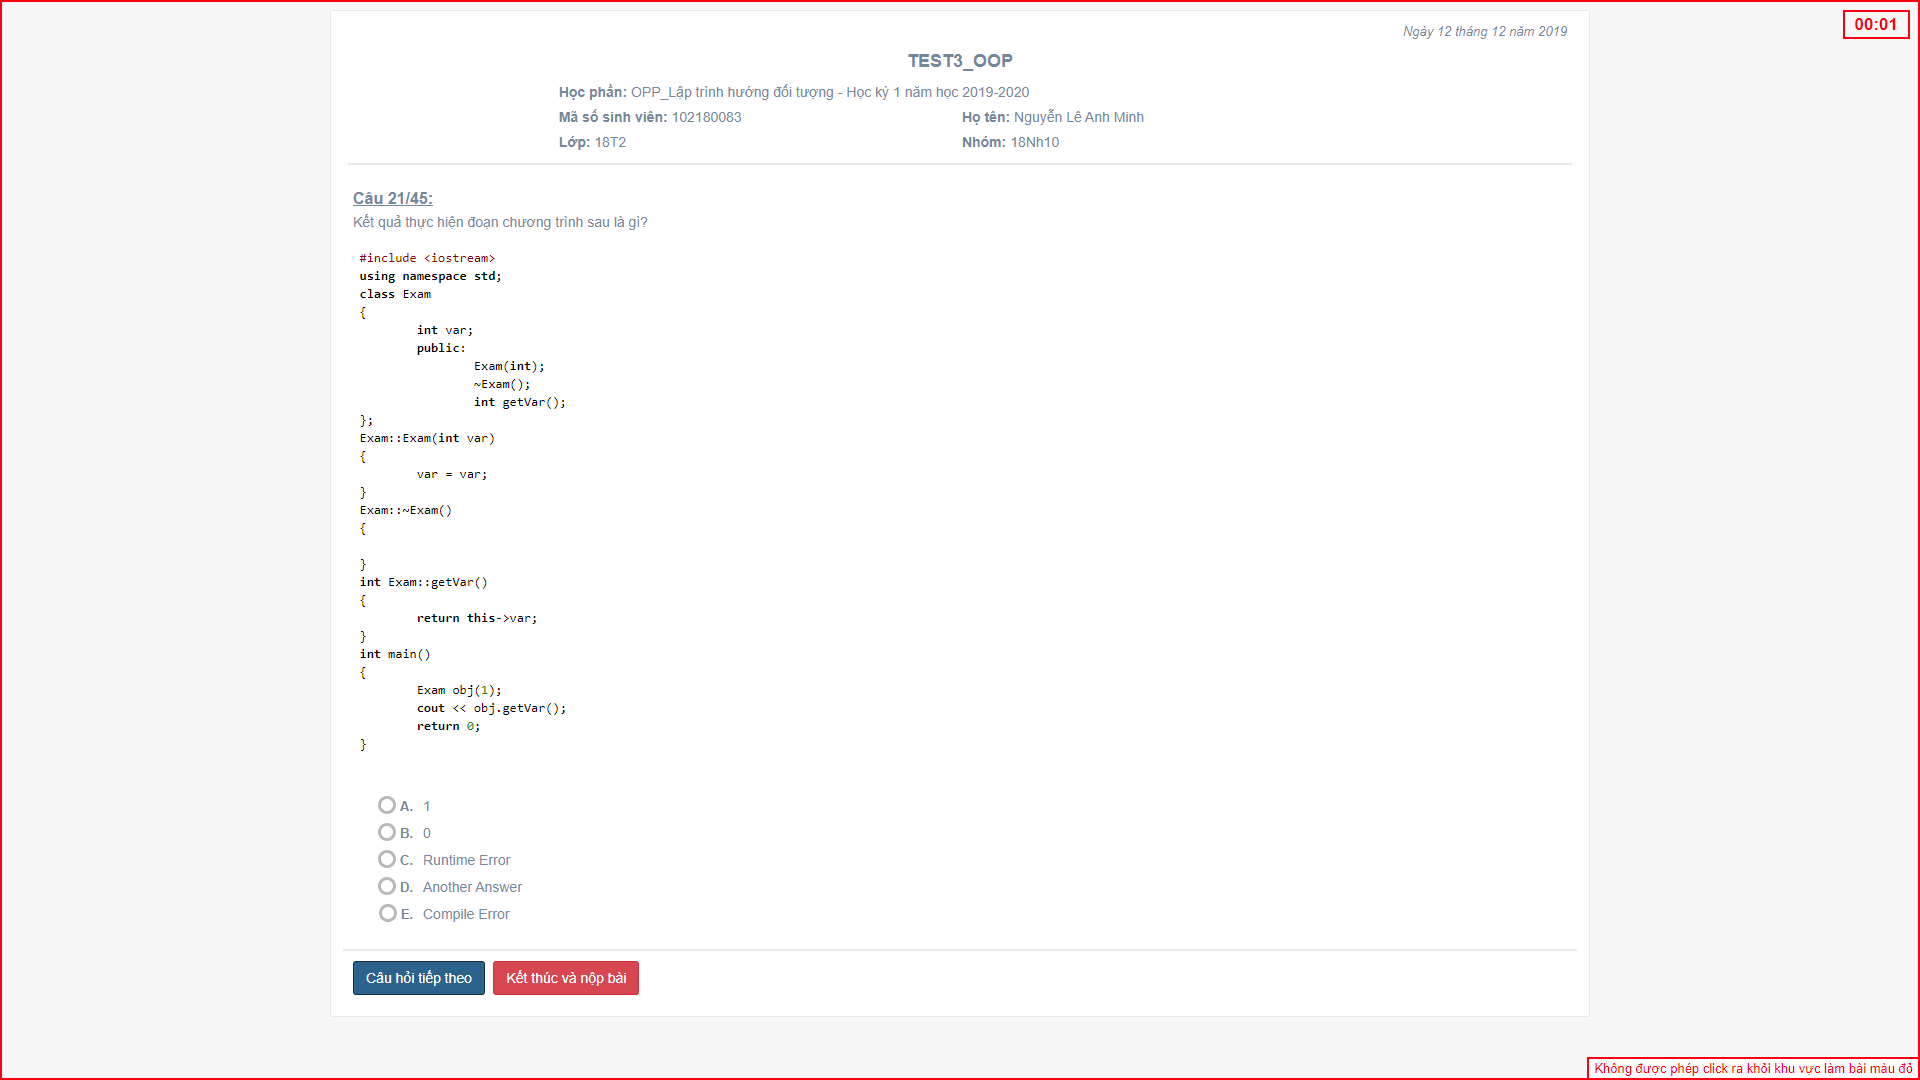 Ngày 12 tháng 12 năm 2019
00:01
TEST3_OOP
Học phần: OPP_Lập trình hướng đối tượng - Học kỳ 1 năm học 2019-2020
Mã số sinh viên: 102180083 Họ tên: Nguyễn Lê Anh Minh
Lớp: 18T2 Nhóm: 18Nh10
Câu 21/45:
Kết quả thực hiện đoạn chương trình sau là gì?
#include <iostream>
using namespace std;
class Exam
{
int var;
public:
Exam(int);
~Exam();
int getVar();
};
Exam::Exam(int var)
{
var = var;
}
Exam::~Exam()
{
}
int Exam::getVar()
{
return this->var;
}
int main()
{
Exam obj(1);
cout << obj.getVar();
return 0;
}
A. 1
B. 0
C. Runtime Error
D. Another Answer
E. Compile Error
Câu hỏi tiếp theo Kết thúc và nộp bài
Không được phép click ra khỏi khu vực làm bài màu đỏ